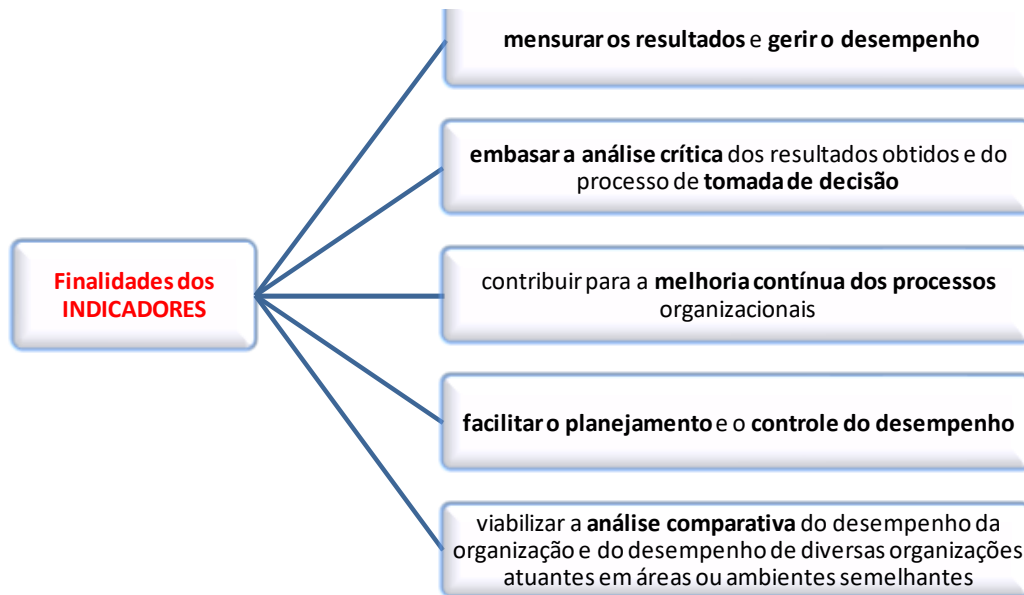 mensurar os resultados e gerir o desempenho
embasar a análise crítica dos resultados obtidos e do
processo de tomada de decisão
Finalidades dos
INDICADORES
contribuir para a melhoria contínua dos processos
organizacionais
facilitar o planejamento e o controle do desempenho
viabilizar a análise comparativa do desempenho da
organização e do desempenho de diversas organizações
atuantes em áreas ou ambientes semelhantes